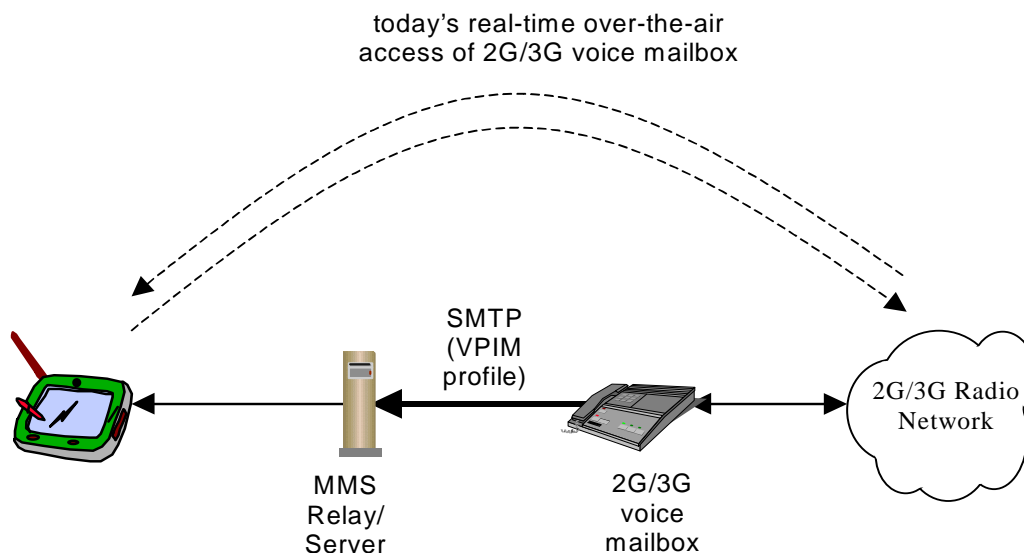 today's real-time over-the-air
access of 2G/3G voice mailbox
SMTP
(VPIM
profile)
2G/3G Radio
Network
MMS
Relay/
Server
2G/3G
voice
mailbox